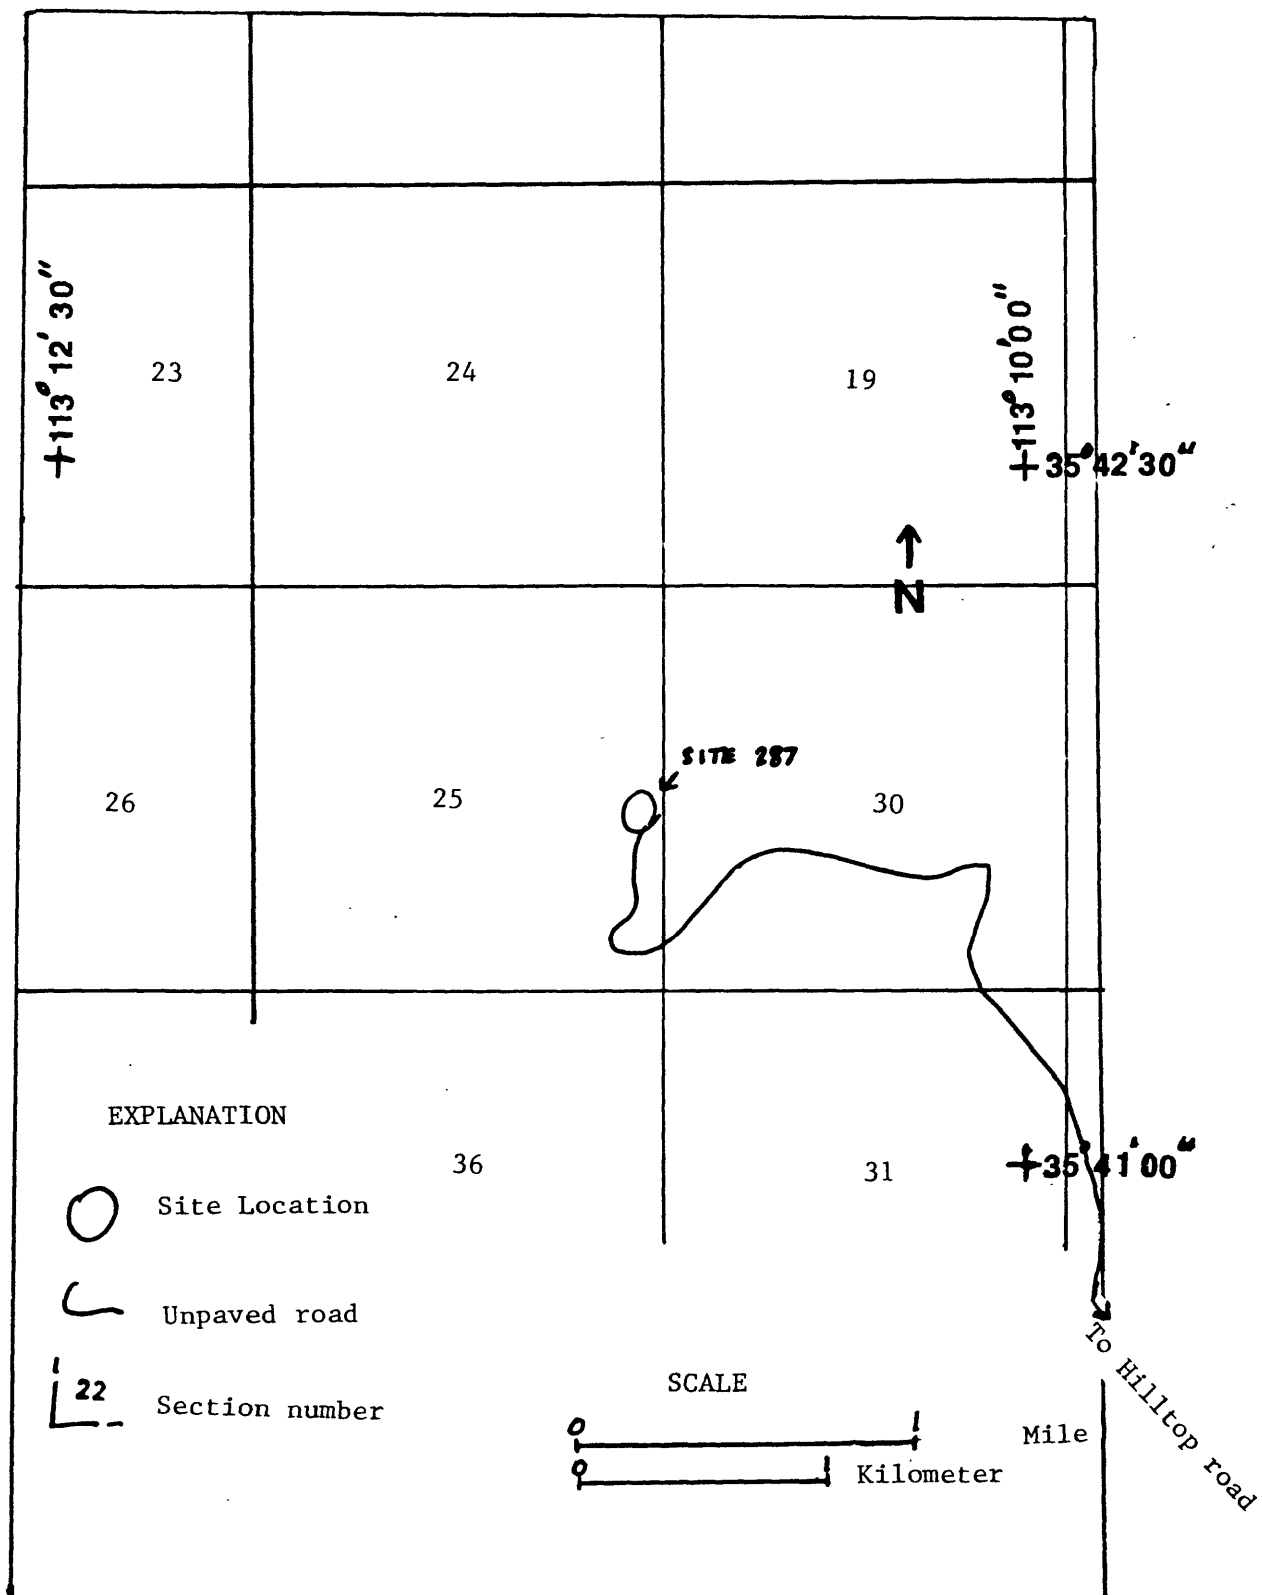 +113° 12' 30"
+113° 10' 00"
23
24
19
+35° 42' 30"
N
SITE 287
26
25
30
EXPLANATION
36
31
+35° 41' 00"
Site Location
Unpaved road
22
Section number
To Hilltop road
SCALE
0 1
Mile
0 1
Kilometer